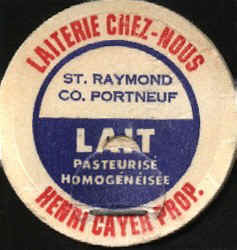 LAITERIE CHEZ-NOUS
ST. RAYMOND
CO. PORTNEUF
LAIT
PASTEURISÉ
HOMOGÉNÉISÉE
HENRI CAYER PROP.